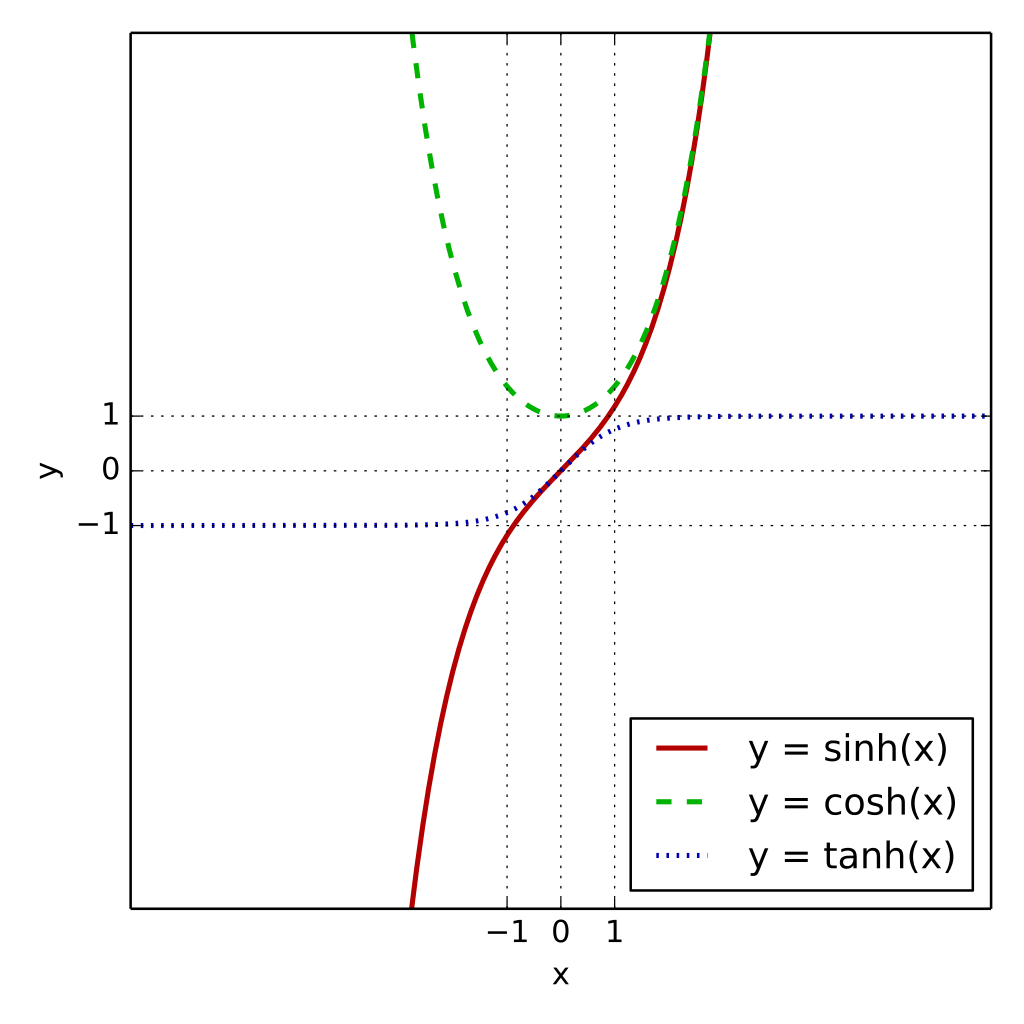 y
1
0
−1
−1 0 1
x
y = sinh(x)
y = cosh(x)
y = tanh(x)